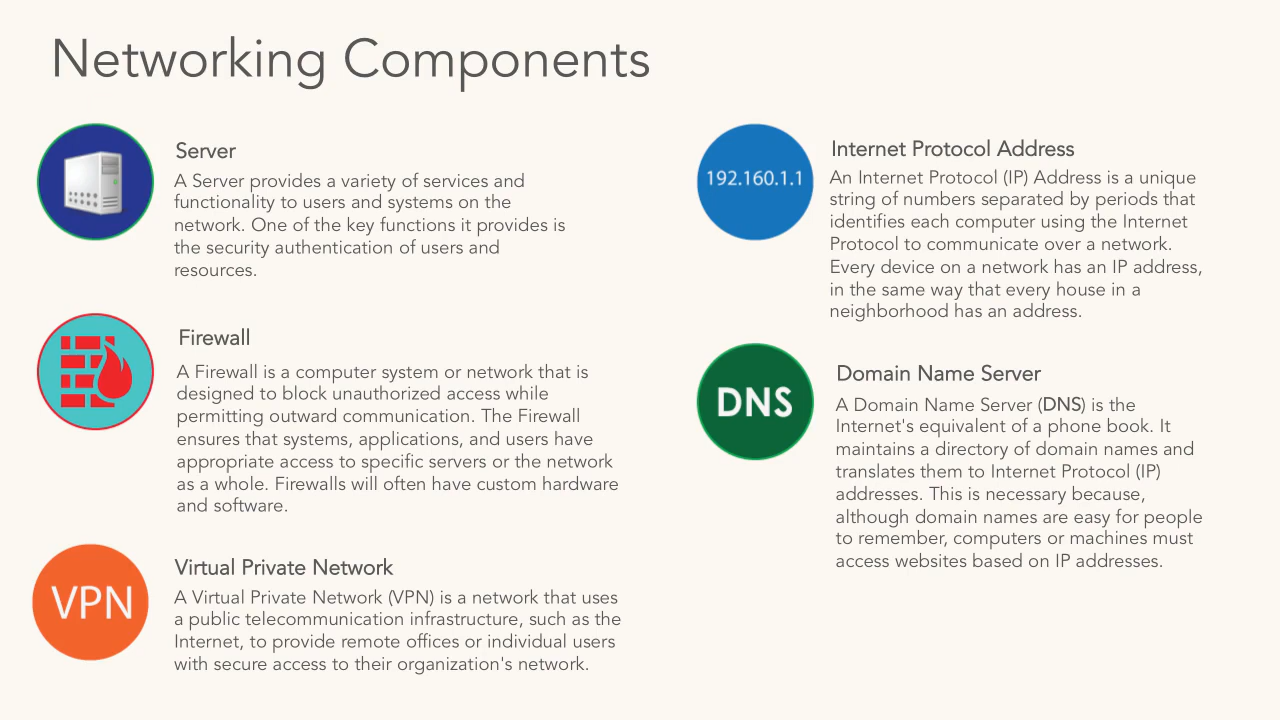 Networking Components
Server
A Server provides a variety of services and
functionality to users and systems on the
network. One of the key functions it provides is
the security authentication of users and
resources.
Firewall
A Firewall is a computer system or network that is
designed to block unauthorized access while
permitting outward communication. The Firewall
ensures that systems, applications, and users have
appropriate access to specific servers or the network
as a whole. Firewalls will often have custom hardware
and software.
VPN
Virtual Private Network
A Virtual Private Network (VPN) is a network that uses
a public telecommunication infrastructure, such as the
Internet, to provide remote offices or individual users
with secure access to their organization's network.
192.160.1.1
Internet Protocol Address
An Internet Protocol (IP) Address is a unique
string of numbers separated by periods that
identifies each computer using the Internet
Protocol to communicate over a network.
Every device on a network has an IP address,
in the same way that every house in a
neighborhood has an address.
DNS
Domain Name Server
A Domain Name Server (DNS) is the
Internet's equivalent of a phone book. It
maintains a directory of domain names and
translates them to Internet Protocol (IP)
addresses. This is necessary because,
although domain names are easy for people
to remember, computers or machines must
access websites based on IP addresses.